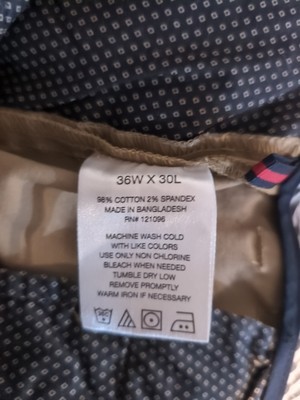 36W X 30L
98% COTTON 2% SPANDEX
MADE IN BANGLADESH
RN# 121096
MACHINE WASH COLD
WITH LIKE COLORS
USE ONLY NON CHLORINE
BLEACH WHEN NEEDED
TUMBLE DRY LOW
REMOVE PROMPTLY
WARM IRON IF NECESSARY